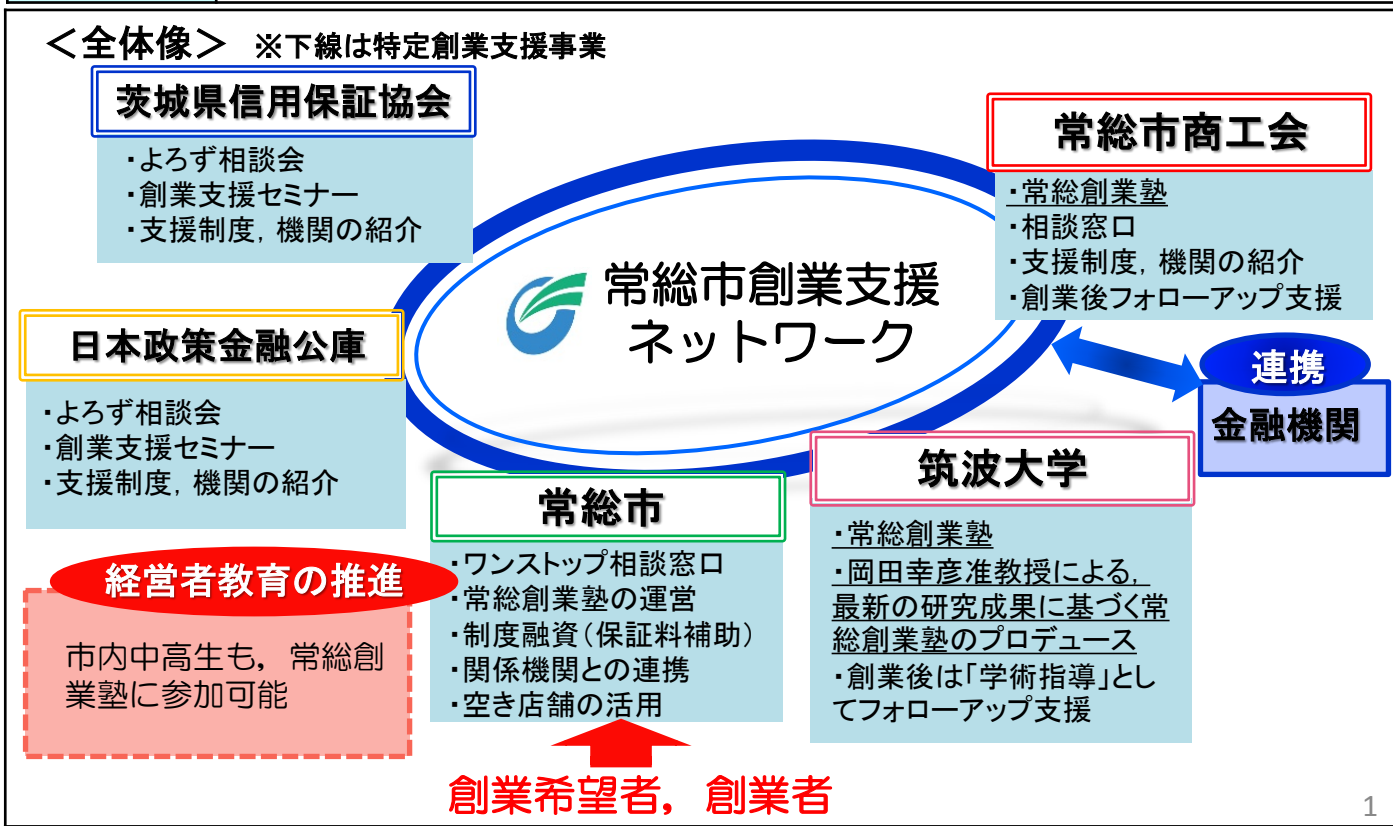 ＜全体像＞ ※下線は特定創業支援事業
茨城県信用保証協会
・よろず相談会
・創業支援セミナー
・支援制度，機関の紹介
常総市商工会
・常総創業塾
・相談窓口
・支援制度，機関の紹介
・創業後フォローアップ支援
常総市創業支援
ネットワーク
日本政策金融公庫
・よろず相談会
・創業支援セミナー
・支援制度，機関の紹介
連携
金融機関
筑波大学
・常総創業塾
・岡田幸彦准教授による，
最新の研究成果に基づく常
総創業塾のプロデュース
・創業後は「学術指導」とし
てフォローアップ支援
常総市
・ワンストップ相談窓口
・常総創業塾の運営
・制度融資（保証料補助）
・関係機関との連携
・空き店舗の活用
経営者教育の推進
市内中高生も，常総創
業塾に参加可能
創業希望者，創業者
1